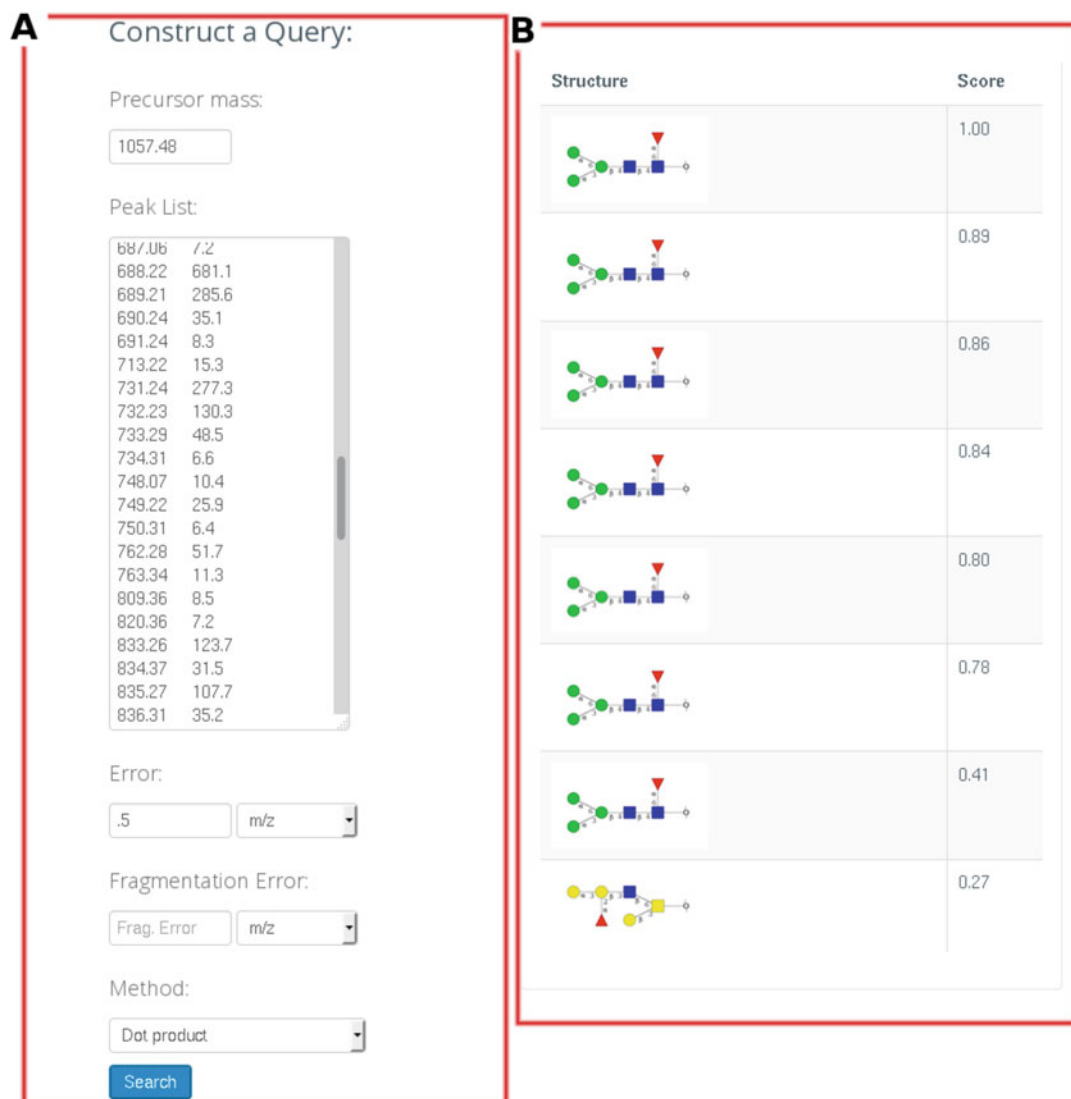 A
Construct a Query:
Precursor mass:
1057.48
Peak List:
687.06 7.2
688.22 681.1
689.21 285.6
690.24 35.1
691.24 8.3
713.22 15.3
731.24 277.3
732.23 130.3
733.29 48.5
734.31 6.6
748.07 10.4
749.22 25.9
750.31 6.4
762.28 51.7
763.34 11.3
809.36 8.5
820.36 7.2
833.26 123.7
834.37 31.5
835.27 107.7
836.31 35.2
Error:
.5 m/z
Fragmentation Error:
Frag. Error m/z
Method:
Dot product
Search
B
Structure Score
1.00
0.89
0.86
0.84
0.80
0.78
0.41
0.27